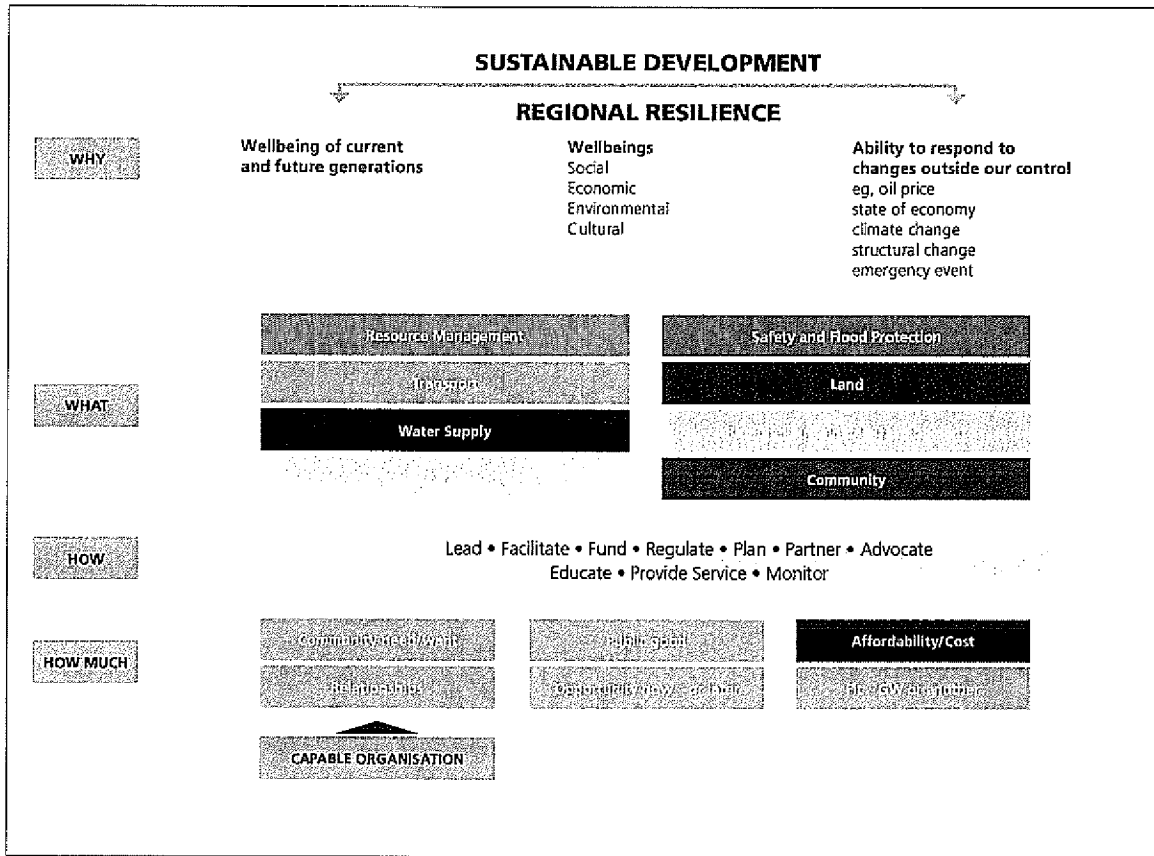 SUSTAINABLE DEVELOPMENT
REGIONAL RESILIENCE
WHY
Wellbeing of current
and future generations
Wellbeings
Social
Economic
Environmental
Cultural
Ability to respond to
changes outside our control
eg, oil price
state of economy
climate change
structural change
emergency event
WHAT
Resource Management
Transport
Water Supply
Safety and Flood Protection
Land
Community
HOW
Lead • Facilitate • Fund • Regulate • Plan • Partner • Advocate
Educate • Provide Service • Monitor
HOW MUCH
Community need/want
Public good
Affordability/Cost
Relationships
Opportunity now - or later
Fit - GW or other
CAPABLE ORGANISATION